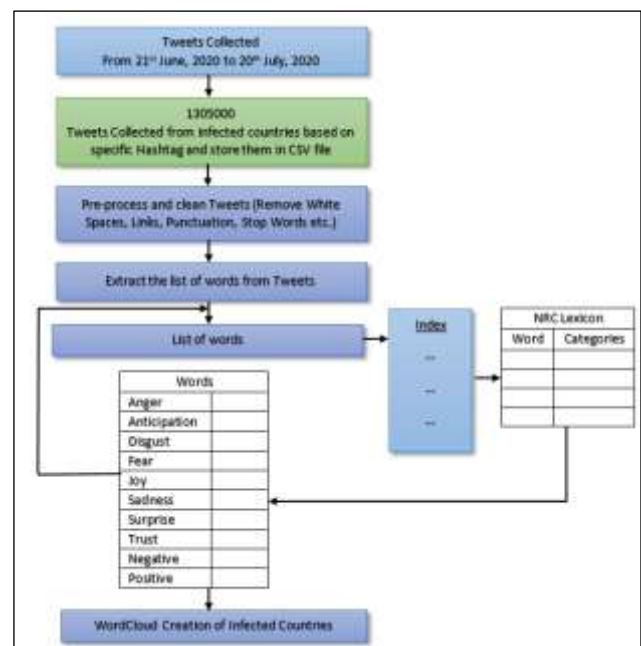 Tweets Collected
From 21st June, 2020 to 20th July, 2020
1305000
Tweets Collected from infected countries based on
specific Hashtag and store them in CSV file
Pre-process and clean Tweets (Remove White
Spaces, Links, Punctuation, Stop Words etc.)
Extract the list of words from Tweets
List of words
Index
...
...
...
NRC Lexicon
Word Categories
Words
Anger
Anticipation
Disgust
Fear
Joy
Sadness
Surprise
Trust
Negative
Positive
WordCloud Creation of Infected Countries